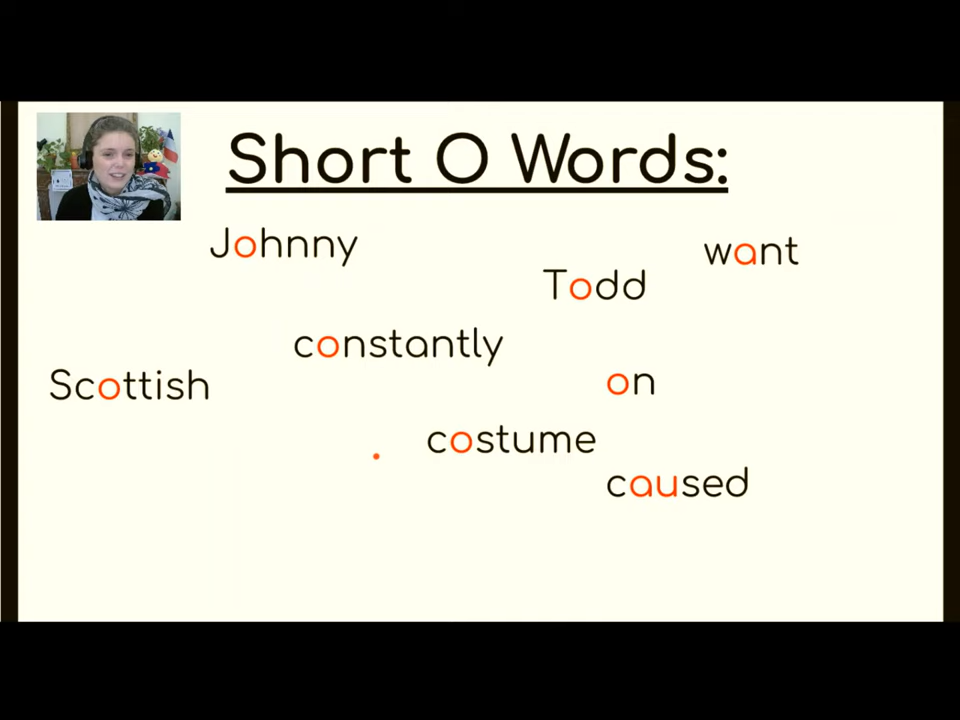 Short O Words:
Johnny
want
Todd
constantly
Scottish
on
costume
caused